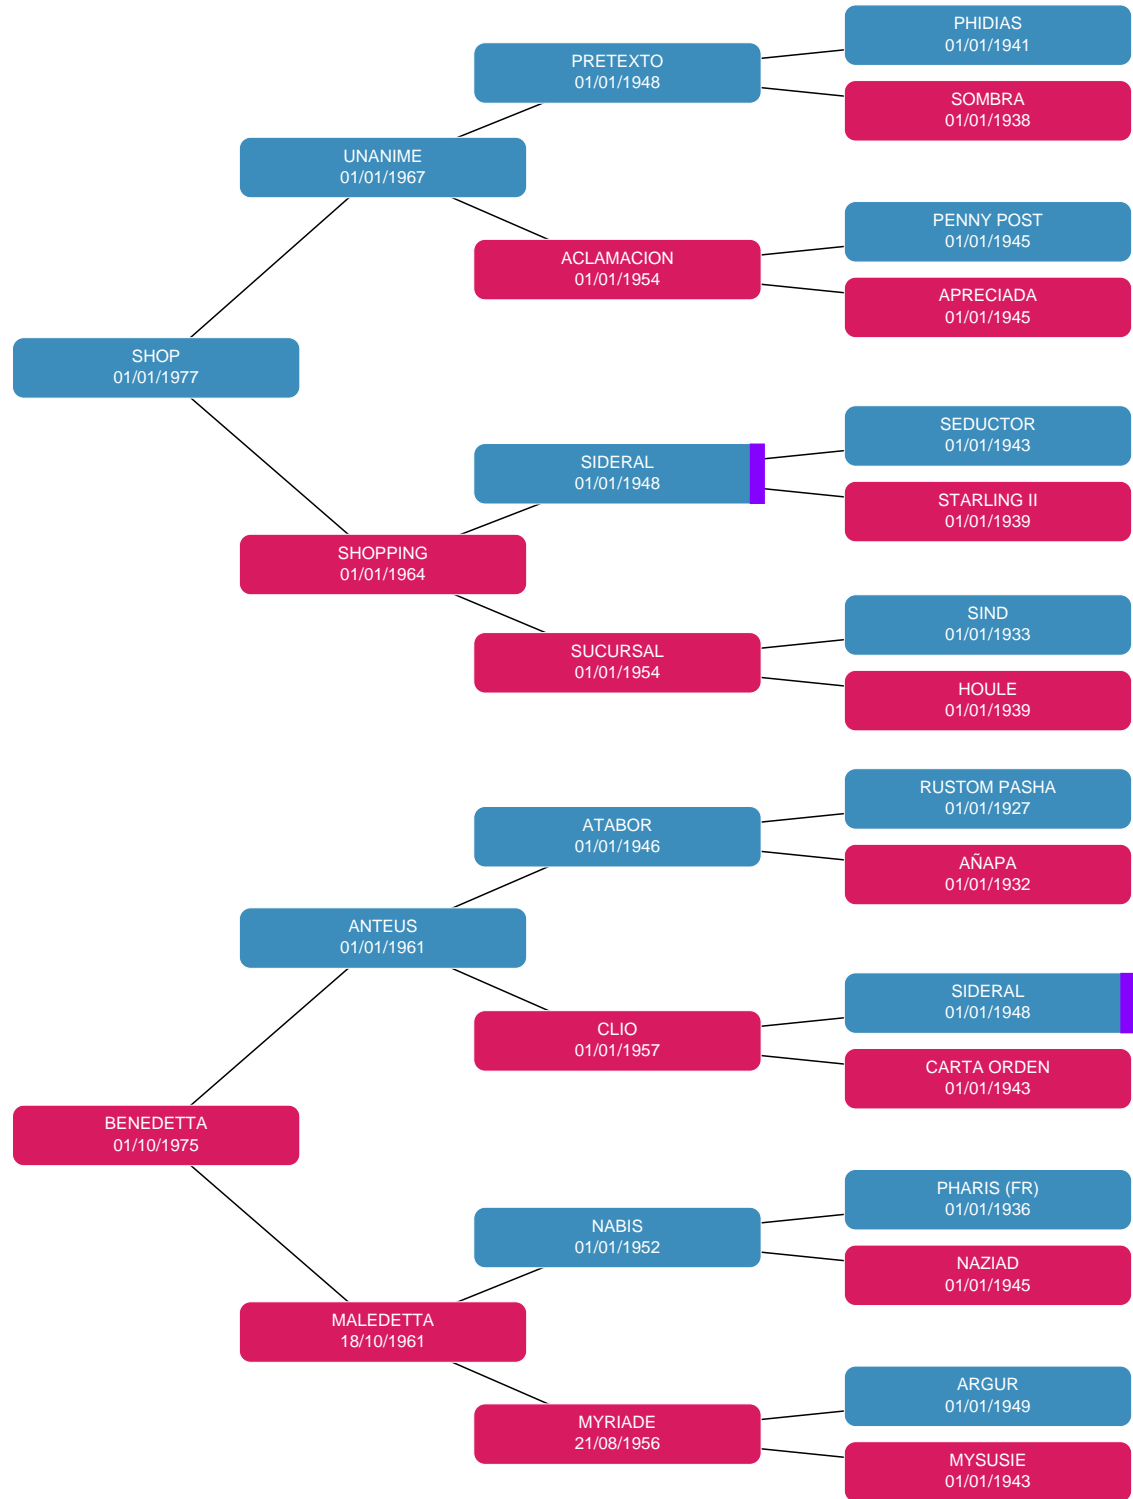 PHIDIAS
01/01/1941
PRETEXTO
01/01/1948
SOMBRA
01/01/1938
UNANIME
01/01/1967
PENNY POST
01/01/1945
ACLAMACION
01/01/1954
APRECIADA
01/01/1945
SHOP
01/01/1977
SEDUCTOR
01/01/1943
SIDERAL
01/01/1948
STARLING II
01/01/1939
SHOPPING
01/01/1964
SIND
01/01/1933
SUCURSAL
01/01/1954
HOULE
01/01/1939
RUSTOM PASHA
01/01/1927
ATABOR
01/01/1946
AÑAPA
01/01/1932
ANTEUS
01/01/1961
SIDERAL
01/01/1948
CLIO
01/01/1957
CARTA ORDEN
01/01/1943
BENEDETTA
01/10/1975
PHARIS (FR)
01/01/1936
NABIS
01/01/1952
NAZIAD
01/01/1945
MALEDETTA
18/10/1961
ARGUR
01/01/1949
MYRIADE
21/08/1956
MYSUSIE
01/01/1943